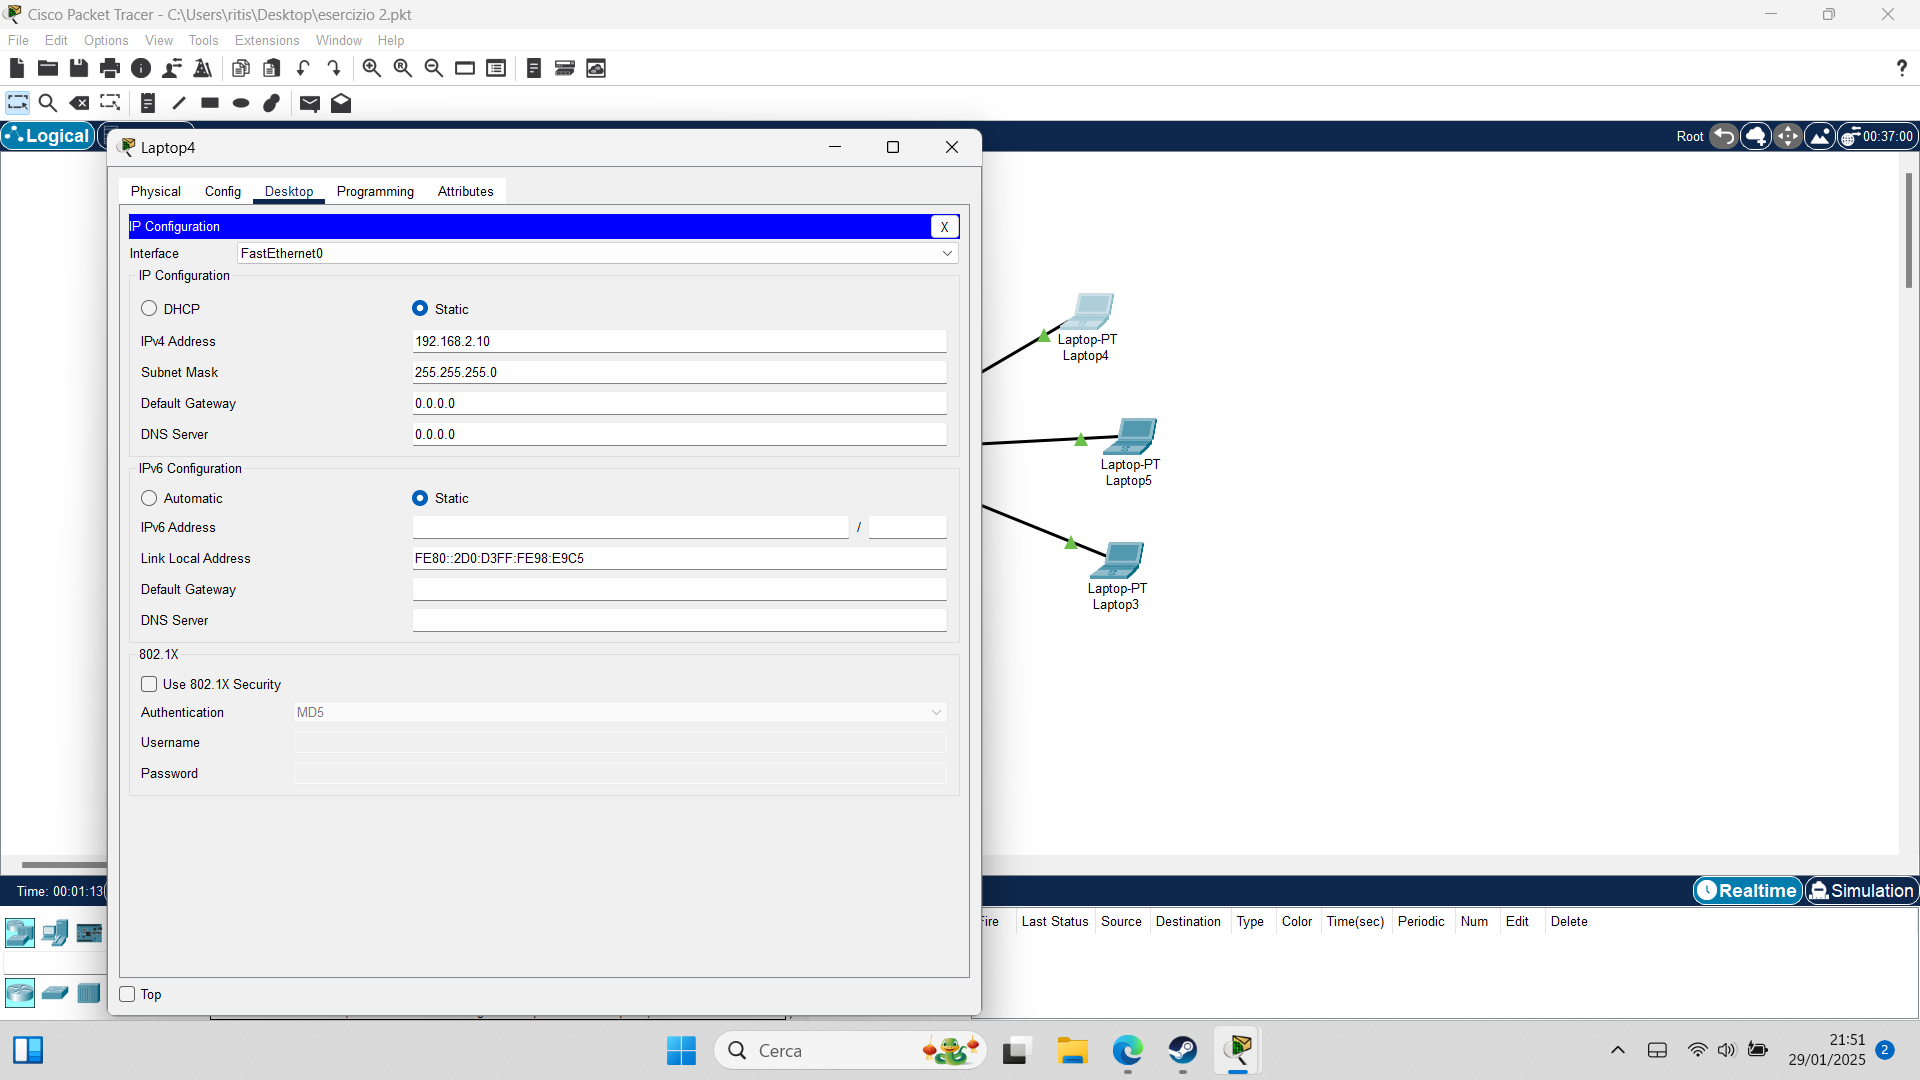 Cisco Packet Tracer - C:\Users\ritis\Desktop\esercizio 2.pkt
File Edit Options View Tools Extensions Window Help
?
Logical
Root
00:37:00
Laptop4
Physical Config Desktop Programming Attributes
IP Configuration
X
Interface FastEthernet0
IP Configuration
DHCP Static
IPv4 Address 192.168.2.10
Subnet Mask 255.255.255.0
Default Gateway 0.0.0.0
DNS Server 0.0.0.0
IPv6 Configuration
Automatic Static
IPv6 Address /
Link Local Address FE80::2D0:D3FF:FE98:E9C5
Default Gateway
DNS Server
802.1X
Use 802.1X Security
Authentication MD5
Username
Password
Top
Laptop-PT
Laptop4
Laptop-PT
Laptop5
Laptop-PT
Laptop3
Time: 00:01:13
Realtime Simulation
Fire Last Status Source Destination Type Color Time(sec) Periodic Num Edit Delete
Cerca
21:51
29/01/2025
2